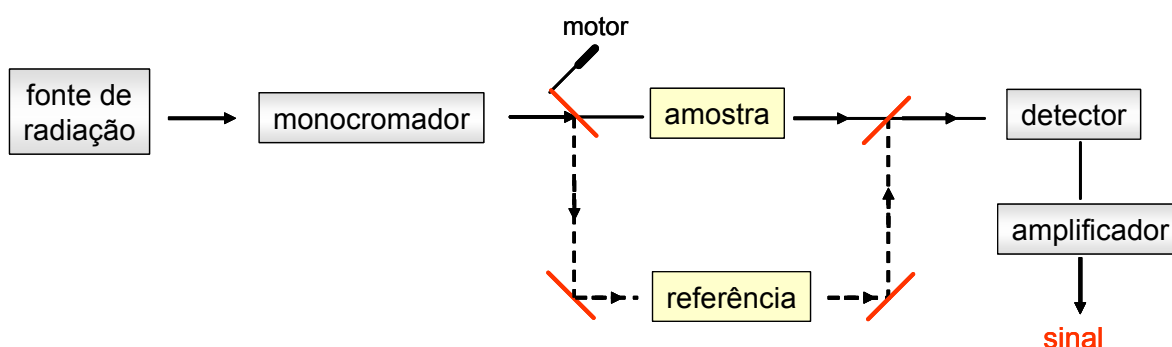 motor
fonte de
radiação
monocromador
amostra
detector
amplificador
referência
sinal